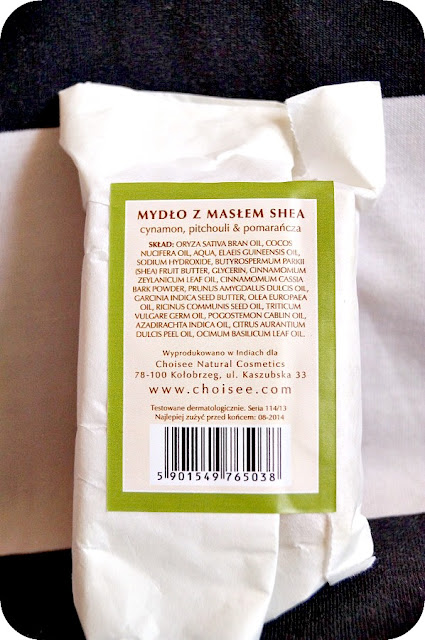 MYDŁO Z MASŁEM SHEA
cynamon, pitchouli & pomarańcza
SKŁAD: ORYZA SATIVA BRAN OIL, COCOS
NUCIFERA OIL, AQUA, ELAEIS GUINEENSIS OIL,
SODIUM HYDROXIDE, BUTYROSPERMUM PARKII
(SHEA) FRUIT BUTTER, GLYCERIN, CINNAMOMUM
ZEYLANICUM LEAF OIL, CINNAMOMUM CASSIA
BARK POWDER, PRUNUS AMYGDALUS DULCIS OIL,
GARCINIA INDICA SEED BUTTER, OLEA EUROPAEA
OIL, RICINUS COMMUNIS SEED OIL, TRITICUM
VULGARE GERM OIL, POGOSTEMON CABLIN OIL,
AZADIRACHTA INDICA OIL, CITRUS AURANTIUM
DULCIS PEEL OIL, OCIMUM BASILICUM LEAF OIL.
Wyprodukowano w Indiach dla
Choisee Natural Cosmetics
78-100 Kołobrzeg, ul. Kaszubska 33
www.choisee.com
Testowane dermatologicznie. Seria 114/13
Najlepiej zużyć przed końcem: 08-2014
5 901549 765038